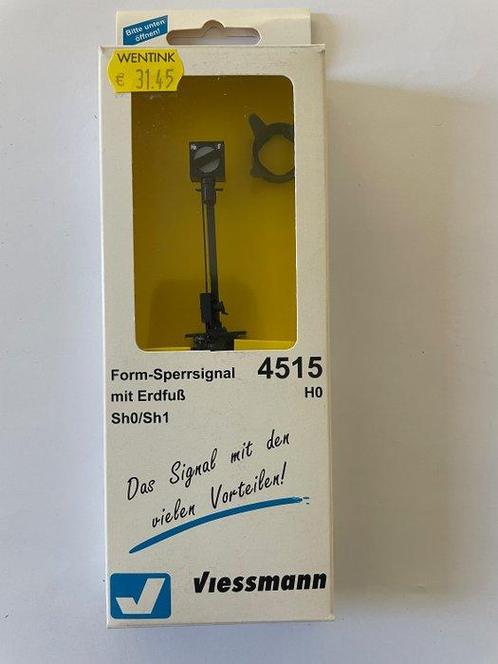 Bitte unten
öffnen!
WENTINK
€ 31.45
Form-Sperrsignal 4515
mit Erdfuß H0
Sh0/Sh1
Das Signal mit den
vielen Vorteilen!
Viessmann